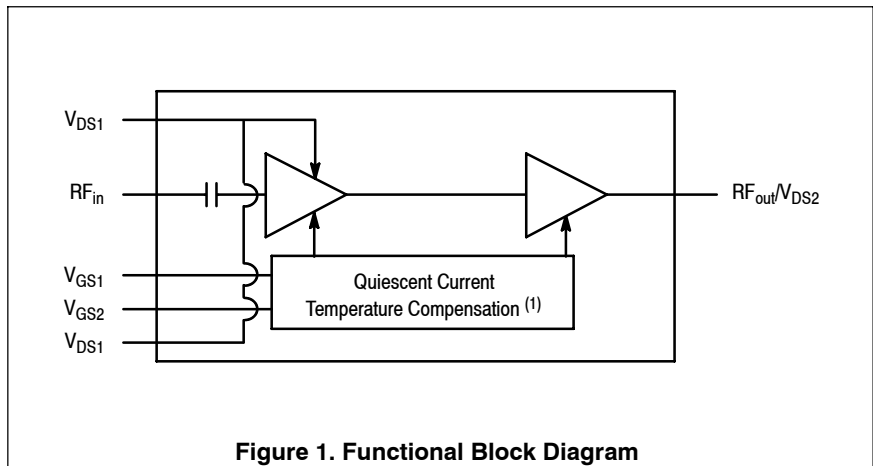 VDS1
RFin
VGS1
VGS2
VDS1
Quiescent Current
Temperature Compensation (1)
RFout/VDS2
Figure 1. Functional Block Diagram